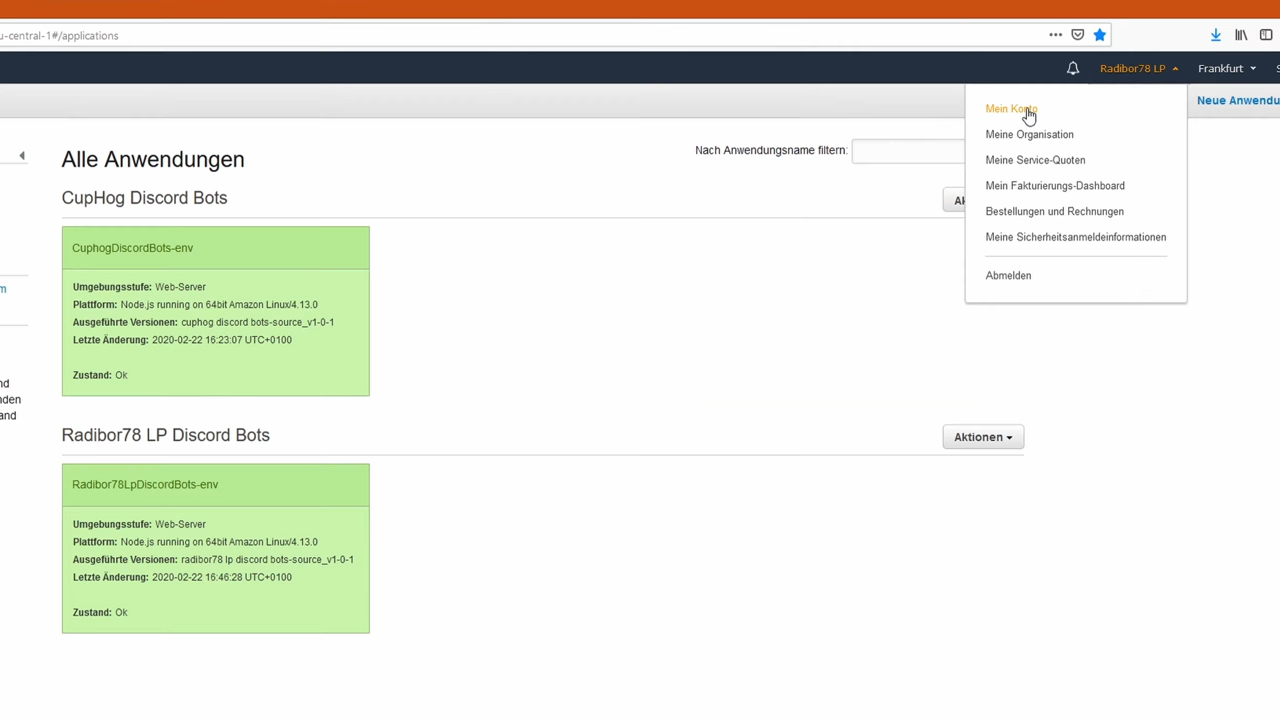 u-central-1#/applications
Radibor78 LP
Frankfurt
S
Mein Konto
Meine Organisation
Meine Service-Quoten
Mein Fakturierungs-Dashboard
Bestellungen und Rechnungen
Meine Sicherheitsanmeldeinformationen
Abmelden
Neue Anwendu
Alle Anwendungen
Nach Anwendungsname filtern:
CupHog Discord Bots
Ak
CuphogDiscordBots-env
Umgebungsstufe: Web-Server
Plattform: Node.js running on 64bit Amazon Linux/4.13.0
Ausgeführte Versionen: cuphog discord bots-source_v1-0-1
Letzte Änderung: 2020-02-22 16:23:07 UTC+0100
Zustand: Ok
m
nd
nden
and
Radibor78 LP Discord Bots
Aktionen
Radibor78LpDiscordBots-env
Umgebungsstufe: Web-Server
Plattform: Node.js running on 64bit Amazon Linux/4.13.0
Ausgeführte Versionen: radibor78 lp discord bots-source_v1-0-1
Letzte Änderung: 2020-02-22 16:46:28 UTC+0100
Zustand: Ok